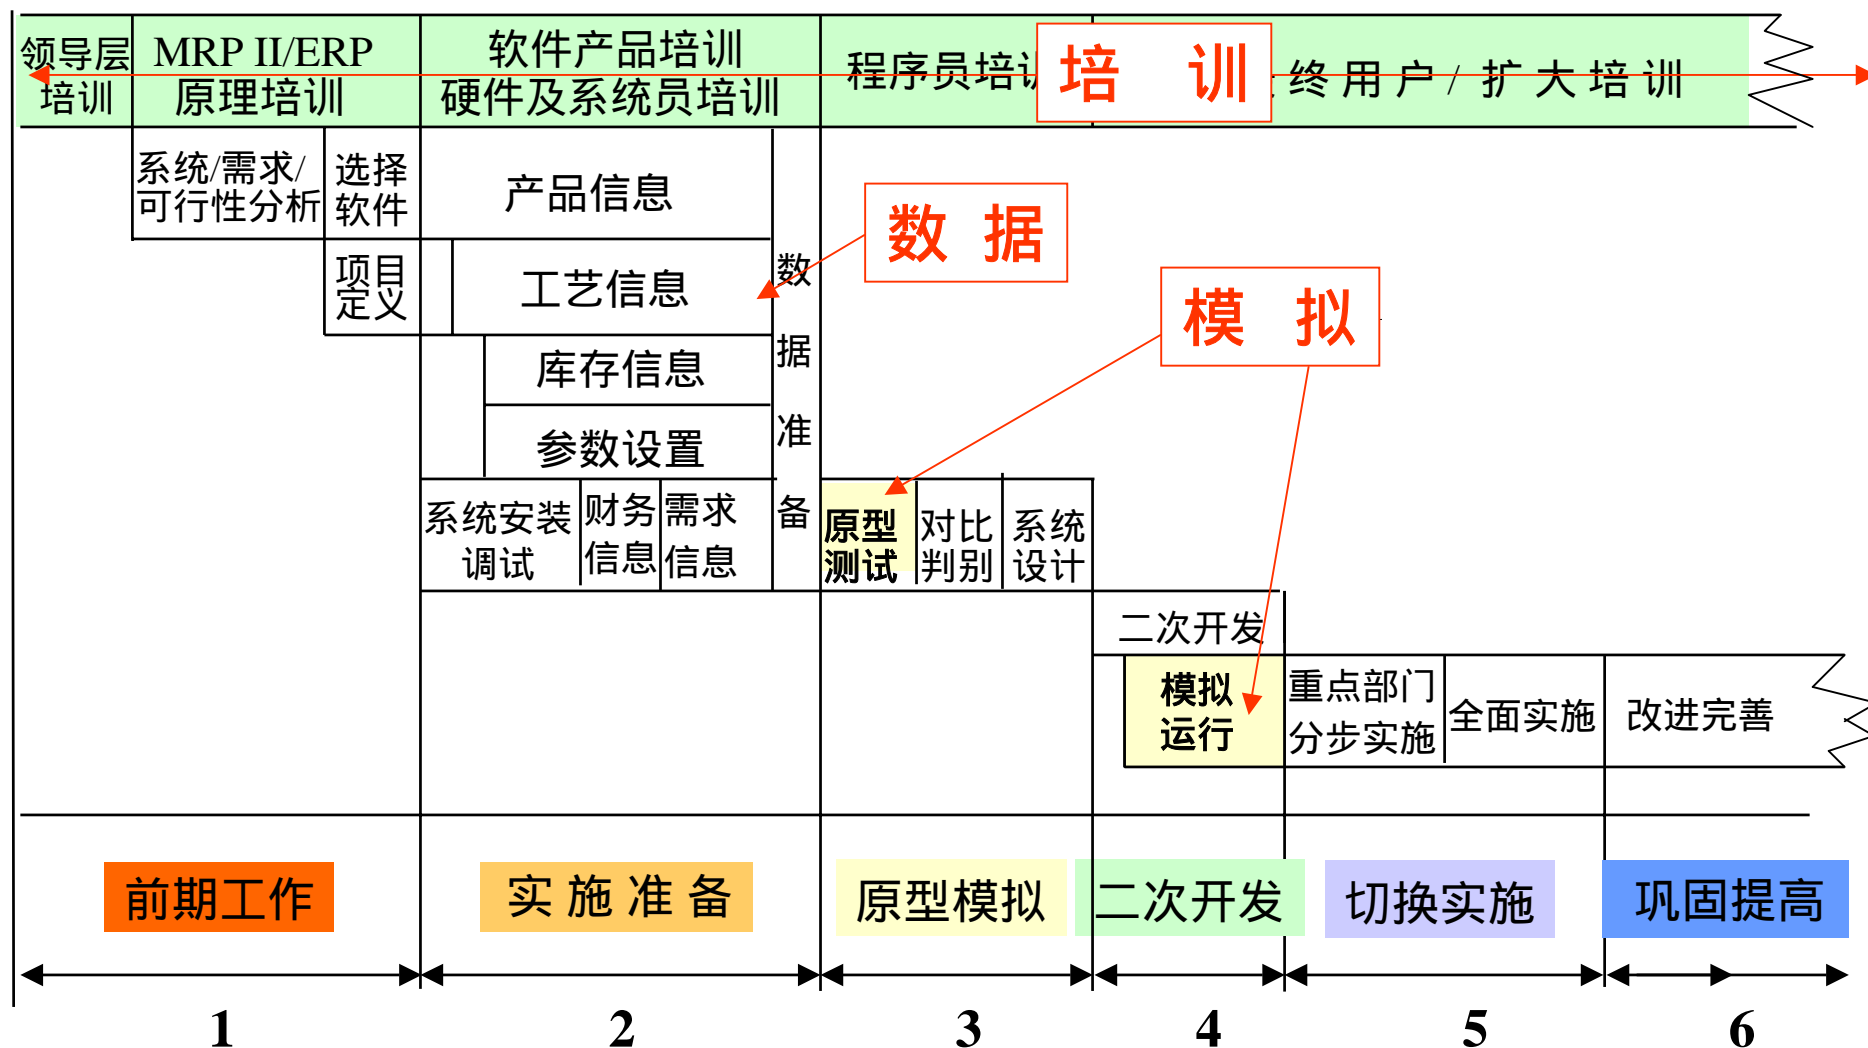 领导层
培训
MRP II/ERP
原理培训
软件产品培训
硬件及系统员培训
程序员培
培 训
终用户/扩大培训
系统/需求/
可行性分析
选择
软件
产品信息
数 据
项目
定义
工艺信息
模 拟
库存信息
参数设置
数
据
准
备
系统安装
调试
财务
信息
需求
信息
原型
测试
对比
判别
系统
设计
二次开发
模拟
运行
重点部门
分步实施
全面实施
改进完善
前期工作
实施准备
原型模拟
二次开发
切换实施
巩固提高
1
2
3
4
5
6